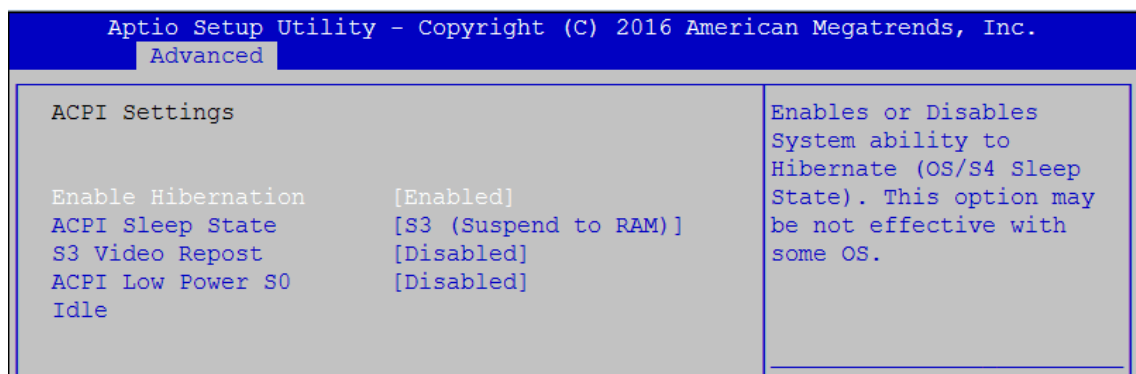 Aptio Setup Utility – Copyright (C) 2016 American Megatrends, Inc.
Advanced
ACPI Settings
Enable Hibernation [Enabled]
ACPI Sleep State [S3 (Suspend to RAM)]
S3 Video Repost [Disabled]
ACPI Low Power S0 [Disabled]
Idle
Enables or Disables
System ability to
Hibernate (OS/S4 Sleep
State). This option may
be not effective with
some OS.